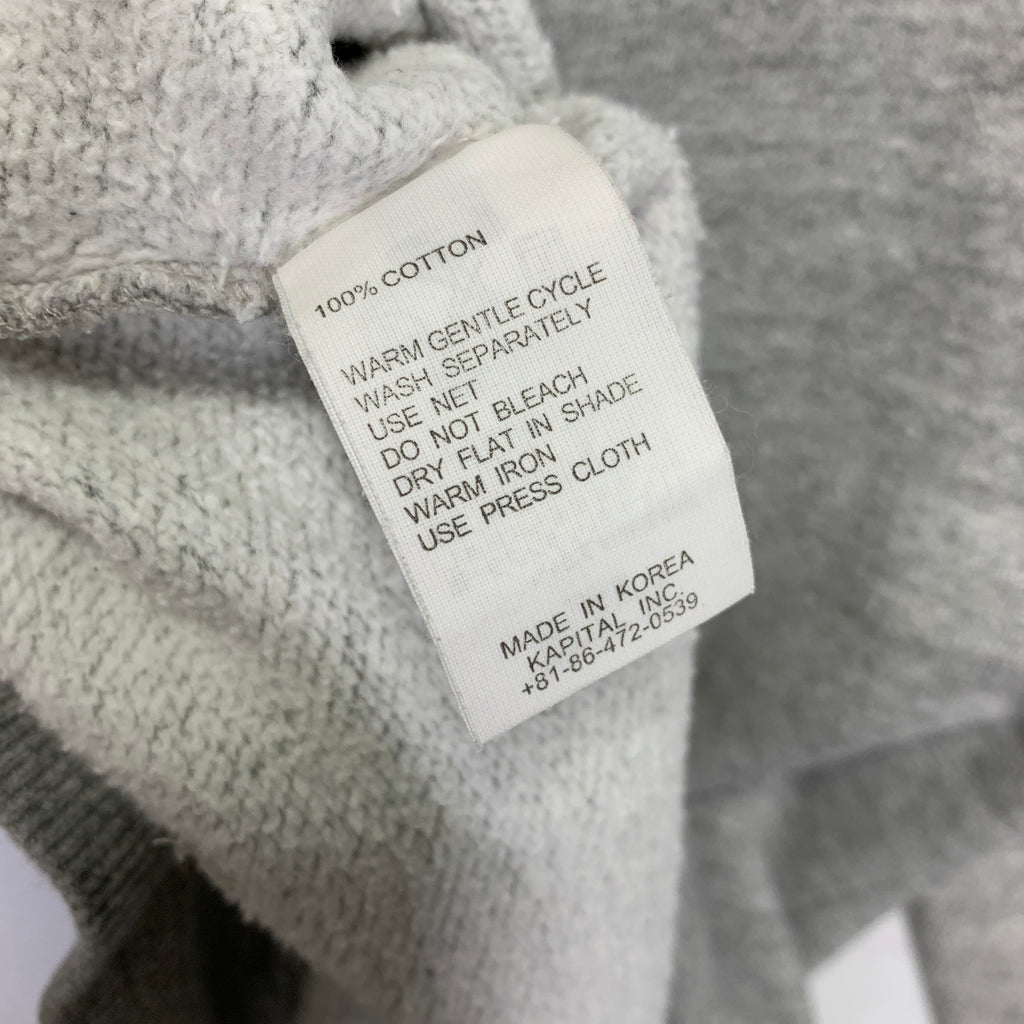 100% COTTON
WARM GENTLE CYCLE
WASH SEPARATELY
USE NET
DO NOT BLEACH
DRY FLAT IN SHADE
WARM IRON
USE PRESS CLOTH
MADE IN KOREA
KAPITAL INC.
+81-86-472-0539